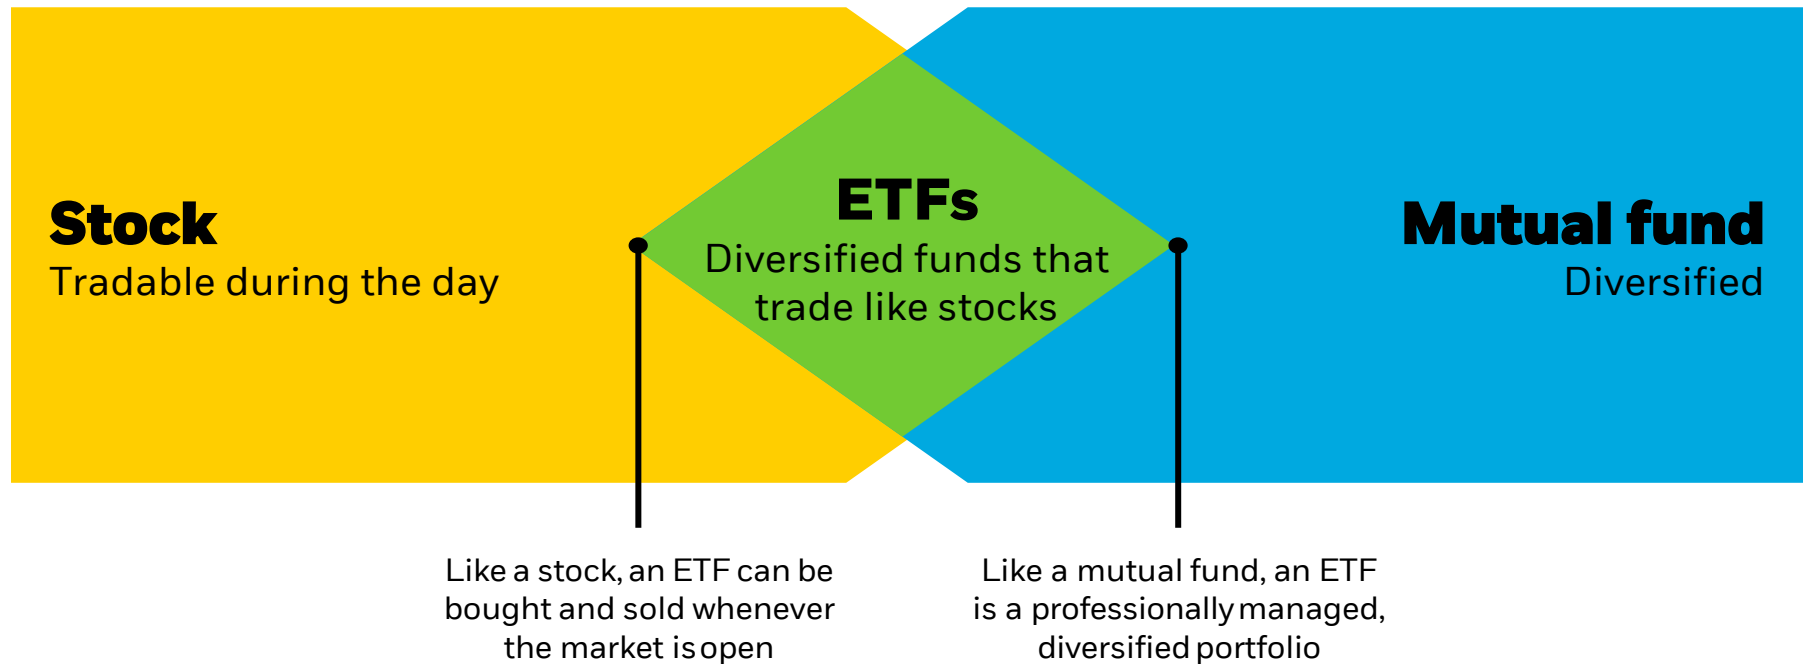 Stock
Tradable during the day
ETFs
Diversified funds that
trade like stocks
Mutual fund
Diversified
Like a stock, an ETF can be
bought and sold whenever
the market is open
Like a mutual fund, an ETF
is a professionally managed,
diversified portfolio